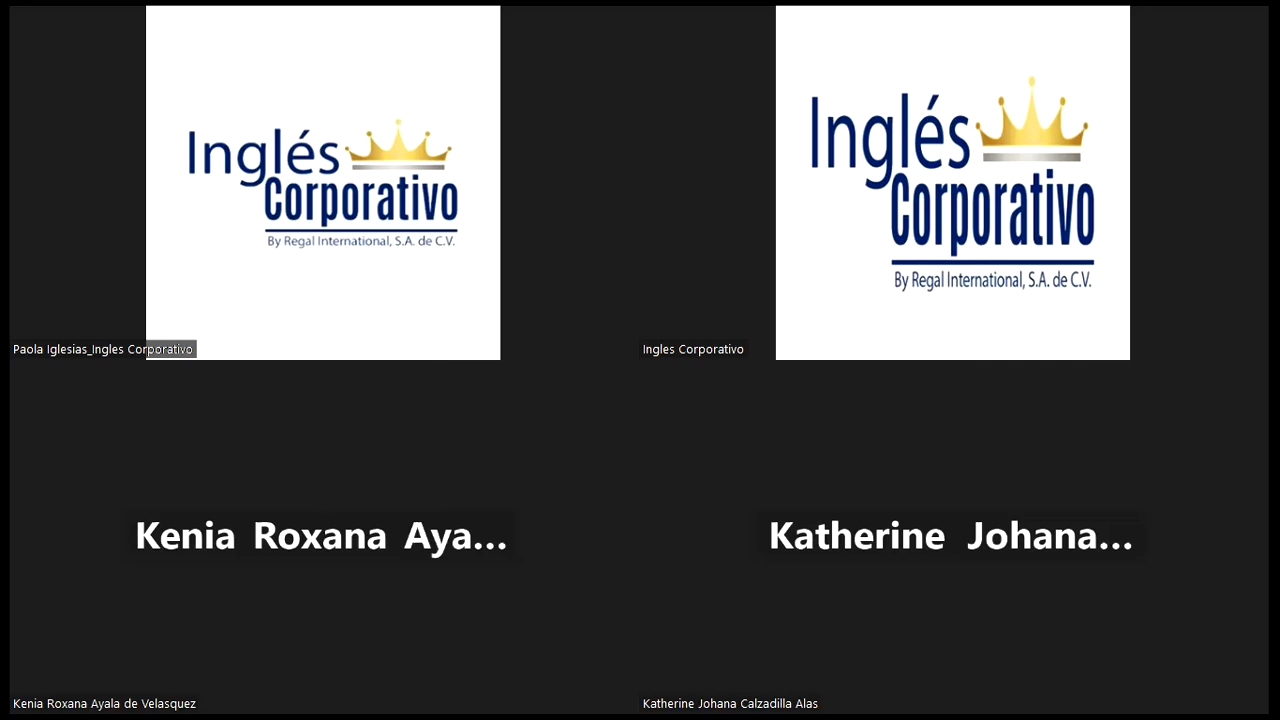 Inglés
Corporativo
By Regal International, S.A. de C.V.
Paola Iglesias_Ingles Corporativo
Inglés
Corporativo
By Regal International, S.A. de C.V.
Ingles Corporativo
Kenia Roxana Aya...
Kenia Roxana Ayala de Velasquez
Katherine Johana...
Katherine Johana Calzadilla Alas